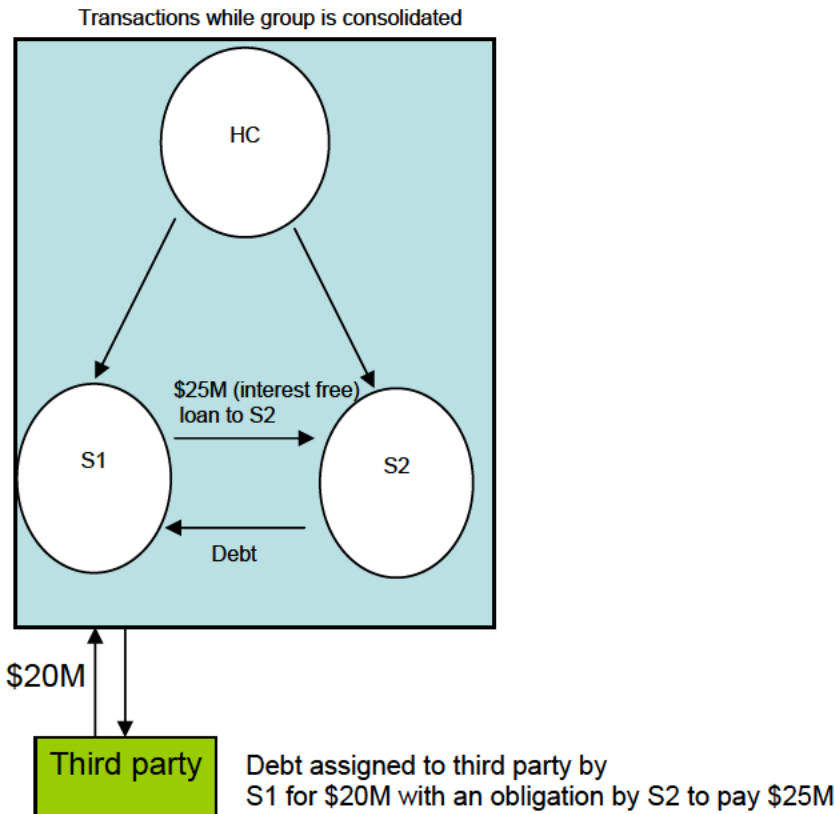 Transactions while group is consolidated
HC
$25M (interest free)
loan to S2
S1
S2
Debt
$20M
Third party
Debt assigned to third party by
S1 for $20M with an obligation by S2 to pay $25M